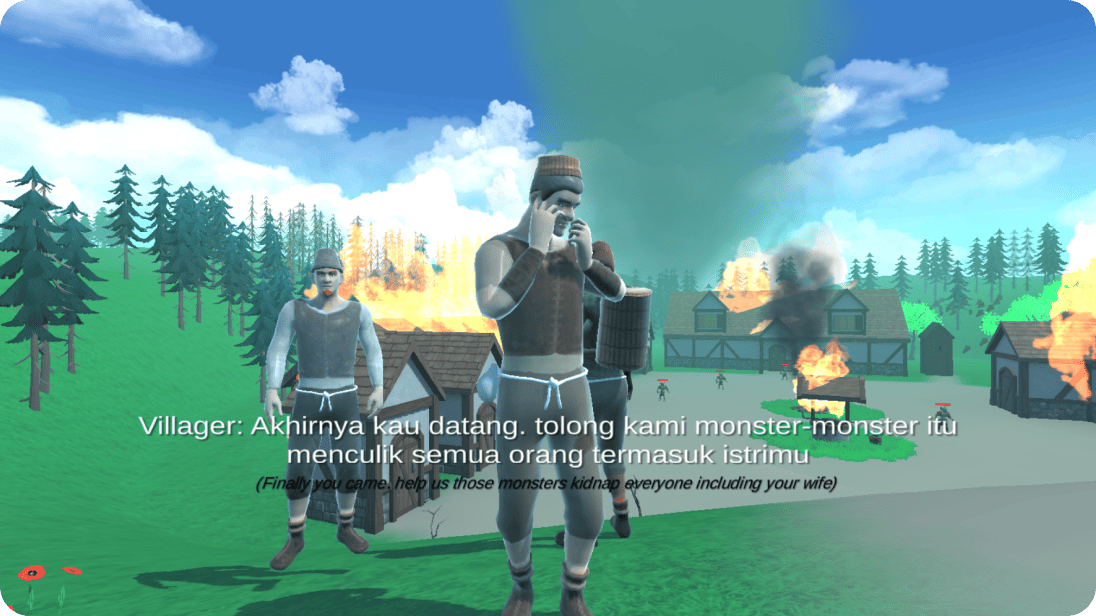 Villager: Akhirnya kau datang. tolong kami monster-monster itu
menculik semua orang termasuk istrimu
(Finally you came. help us those monsters kidnap everyone including your wife)